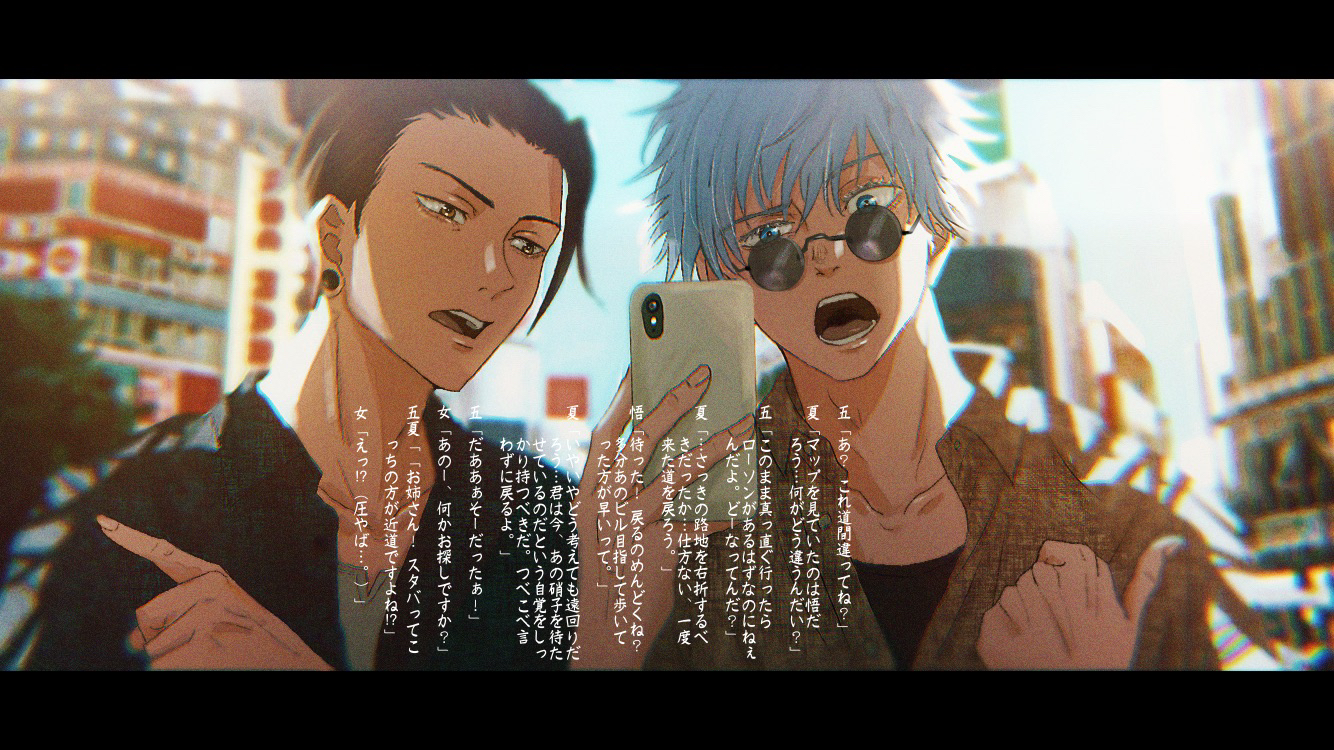 五「あ？これ道間違ってね？」
夏「マップを見ていたのは悟だ
ろう…何がどう違うんだい？」
五「このまま真っ直ぐ行ったら
ローソンがあるはずなのにねぇ
んだよ。どーなってんだ？」
夏「…さっきの路地を右折するべ
きだったか…仕方ない、一度
来た道を戻ろう。」
悟「待った！戻るのめんどくね？
多分あのビル目指して歩いて
った方が早いって。」
夏「いやいやどう考えても遠回りだ
ろう…君は今、あの硝子を待た
せているのだという自覚をしっ
かり持つべきだ。つべこべ言
わずに戻るよ。」
五「だああぁそーだったぁ！」
女「あのー、何かお探しですか？」
五夏「「お姉さん！スタバってこ
っちの方が近道ですよね⁉」
女「えっ⁉（圧やば…。）」